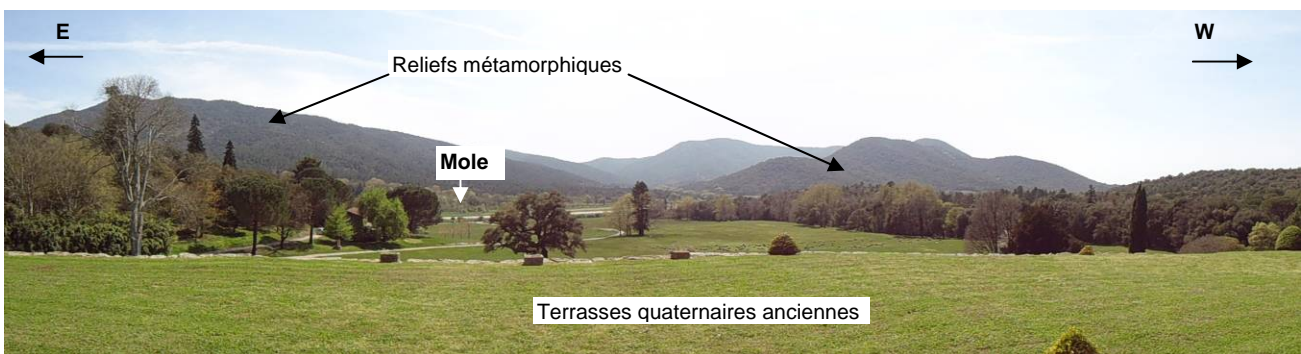 E
W
Reliefs métamorphiques
Mole
Terrasses quaternaires anciennes